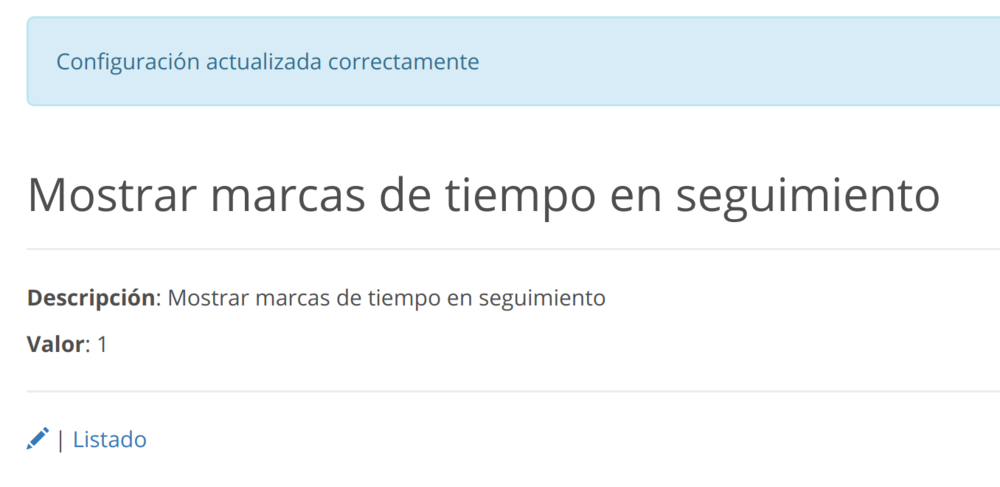 Configuración actualizada correctamente
Mostrar marcas de tiempo en seguimiento
Descripción: Mostrar marcas de tiempo en seguimiento
Valor: 1
| Listado